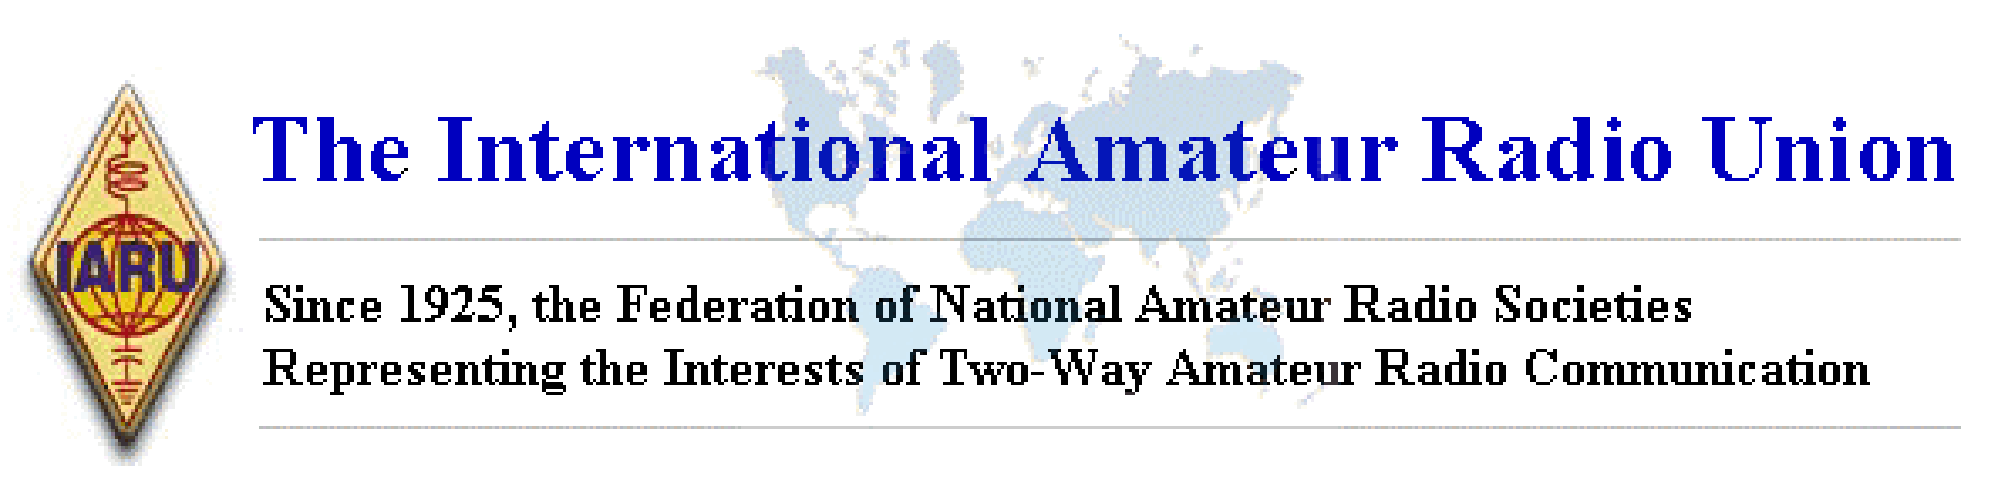 IARU
The International Amateur Radio Union
Since 1925, the Federation of National Amateur Radio Societies
Representing the Interests of Two-Way Amateur Radio Communication